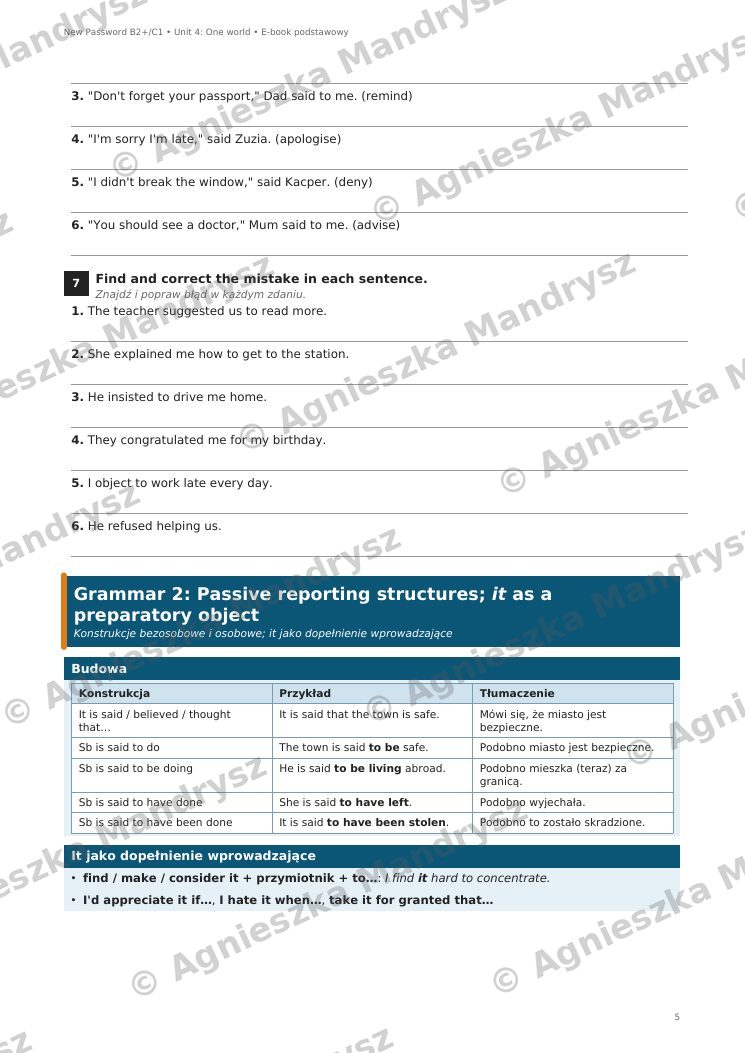 New Password B2+/C1 • Unit 4: One world • E-book podstawowy
3. "Don't forget your passport," Dad said to me. (remind)
4. "I'm sorry I'm late," said Zuzia. (apologise)
5. "I didn't break the window," said Kacper. (deny)
6. "You should see a doctor," Mum said to me. (advise)
7 Find and correct the mistake in each sentence.
Znajdź i popraw błąd w każdym zdaniu.
1. The teacher suggested us to read more.
2. She explained me how to get to the station.
3. He insisted to drive me home.
4. They congratulated me for my birthday.
5. I object to work late every day.
6. He refused helping us.
Grammar 2: Passive reporting structures; it as a
preparatory object
Konstrukcje bezosobowe i osobowe; it jako dopełnienie wprowadzające
Budowa
Konstrukcja Przykład Tłumaczenie
It is said / believed / thought that… It is said that the town is safe. Mówi się, że miasto jest bezpieczne.
Sb is said to do The town is said to be safe. Podobno miasto jest bezpieczne.
Sb is said to be doing He is said to be living abroad. Podobno mieszka (teraz) za granicą.
Sb is said to have done She is said to have left. Podobno wyjechała.
Sb is said to have been done It is said to have been stolen. Podobno to zostało skradzione.
It jako dopełnienie wprowadzające
• find / make / consider it + przymiotnik + to…: I find it hard to concentrate.
• I'd appreciate it if…, I hate it when…, take it for granted that…
5
© Agnieszka Mandrysz